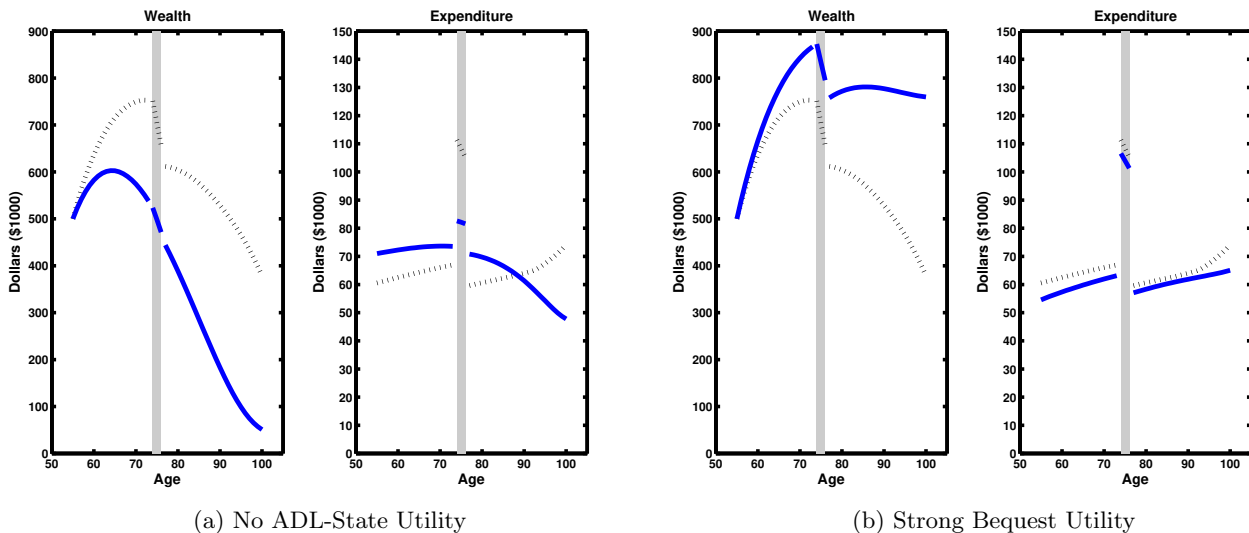 Wealth
Expenditure
Wealth
Expenditure
900
800
700
600
500
400
300
200
100
0
Dollars ($1000)
50 60 70 80 90 100
Age
150
140
130
120
110
100
90
80
70
60
50
40
30
20
10
0
Dollars ($1000)
50 60 70 80 90 100
Age
900
800
700
600
500
400
300
200
100
0
Dollars ($1000)
50 60 70 80 90 100
Age
150
140
130
120
110
100
90
80
70
60
50
40
30
20
10
0
Dollars ($1000)
50 60 70 80 90 100
Age
(a) No ADL-State Utility
(b) Strong Bequest Utility